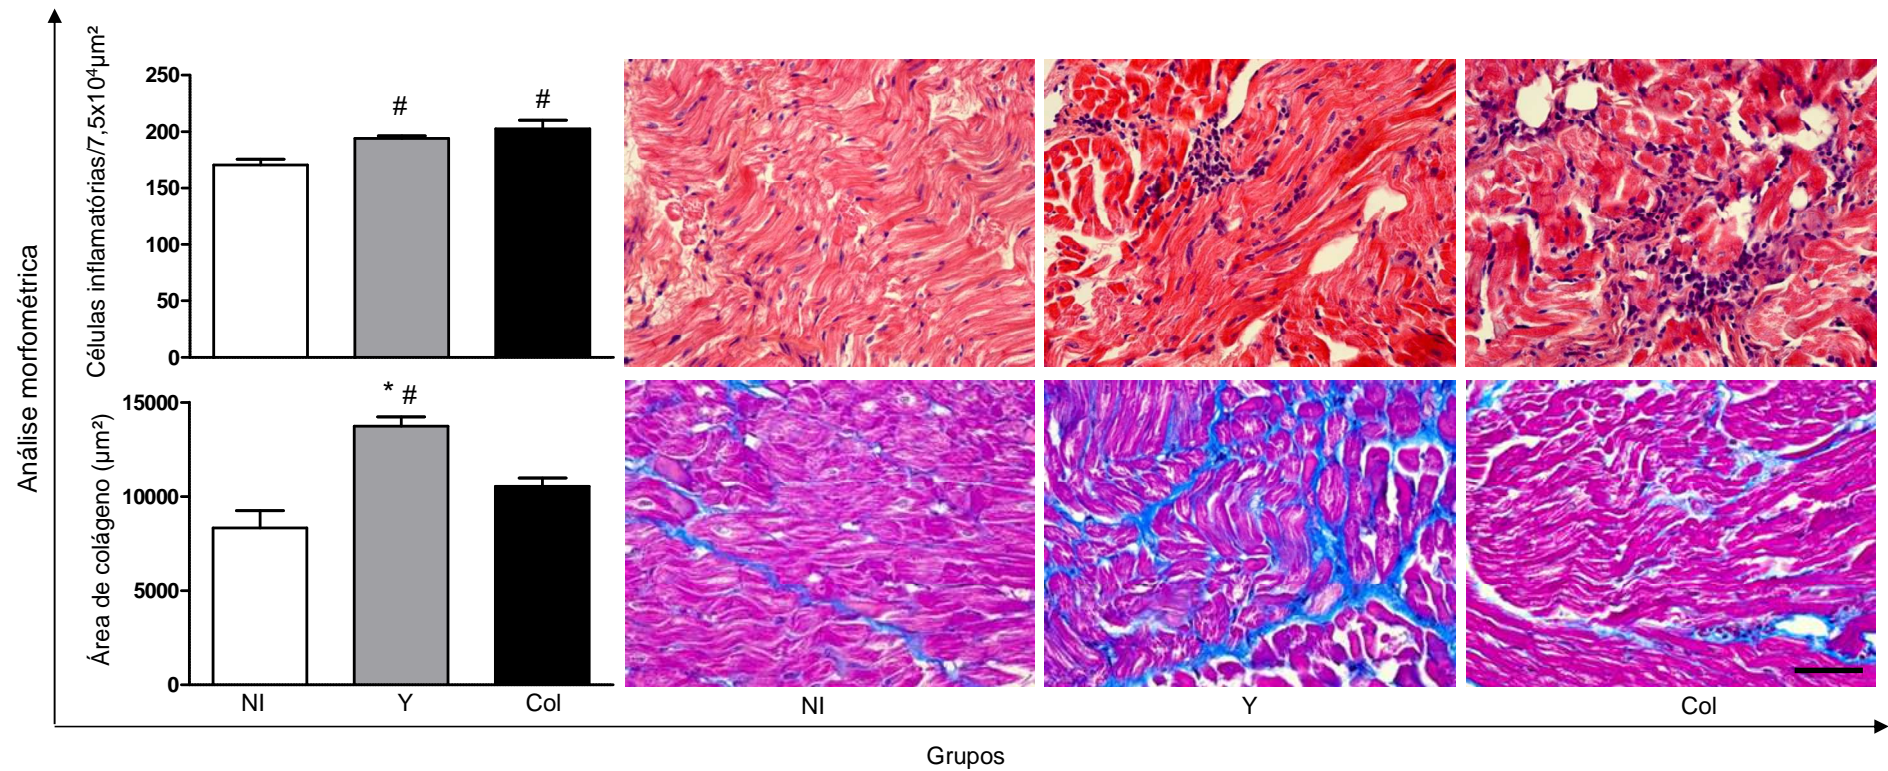 Análise morfométrica
Células inflamatórias/7,5x10⁴µm²
250
200
150
100
50
0
#
#
Área de colágeno (µm²)
15000
10000
5000
0
* #
NI
Y
Col
NI
Y
Col
Grupos